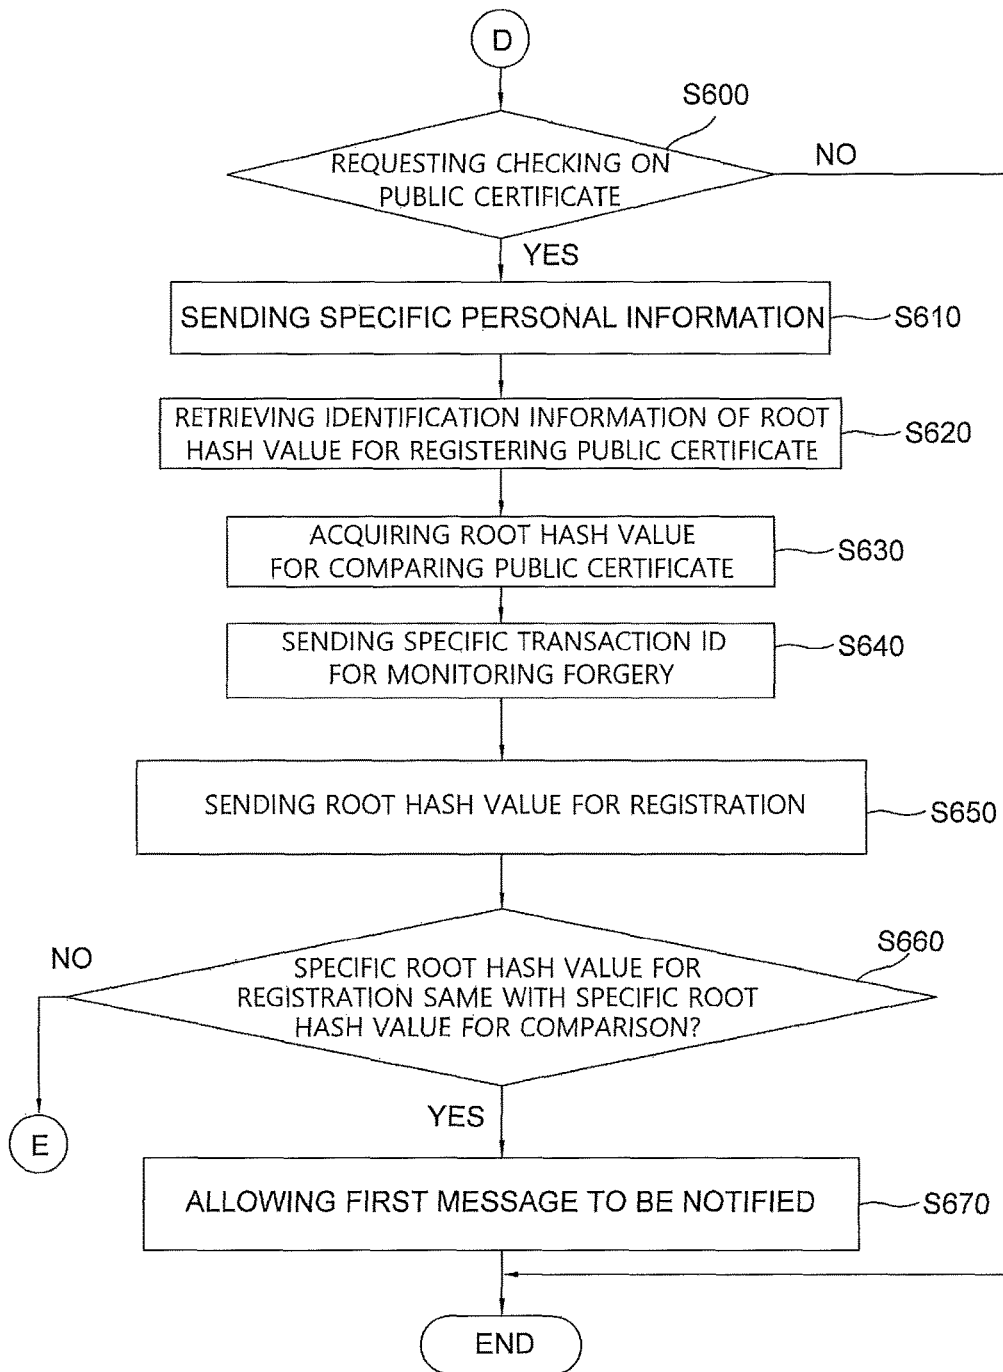 D
S600
REQUESTING CHECKING ON
PUBLIC CERTIFICATE
NO
YES
SENDING SPECIFIC PERSONAL INFORMATION
S610
RETRIEVING IDENTIFICATION INFORMATION OF ROOT
HASH VALUE FOR REGISTERING PUBLIC CERTIFICATE
S620
ACQUIRING ROOT HASH VALUE
FOR COMPARING PUBLIC CERTIFICATE
S630
SENDING SPECIFIC TRANSACTION ID
FOR MONITORING FORGERY
S640
SENDING ROOT HASH VALUE FOR REGISTRATION
S650
S660
NO
SPECIFIC ROOT HASH VALUE FOR
REGISTRATION SAME WITH SPECIFIC ROOT
HASH VALUE FOR COMPARISON?
YES
E
ALLOWING FIRST MESSAGE TO BE NOTIFIED
S670
END